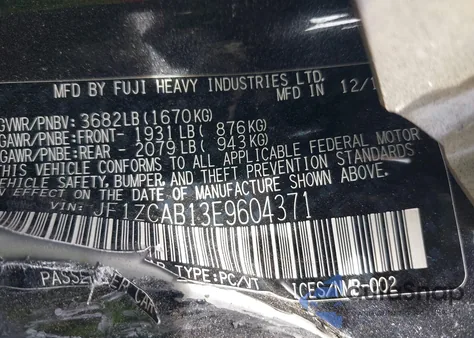 MFD BY FUJI HEAVY INDUSTRIES LTD.
MFD IN 12/1
GVWR/PNBV: 3682LB(1670KG)
GAWR/PNBE:FRONT- 1931LB( 876KG)
GAWR/PNBE:REAR - 2079LB( 943KG)
THIS VEHICLE CONFORMS TO ALL APPLICABLE FEDERAL MOTOR
VEHICLE SAFETY, BUMPER, AND THEFT PREVENTION STANDARDS
IN EFFECT ON THE DATE OF MANUFACTURE SHOWN ABOVE.
VIN: JF1ZCAB13E9604371
PASSENGER CAR TYPE:PC/VT ICES/NMB-002